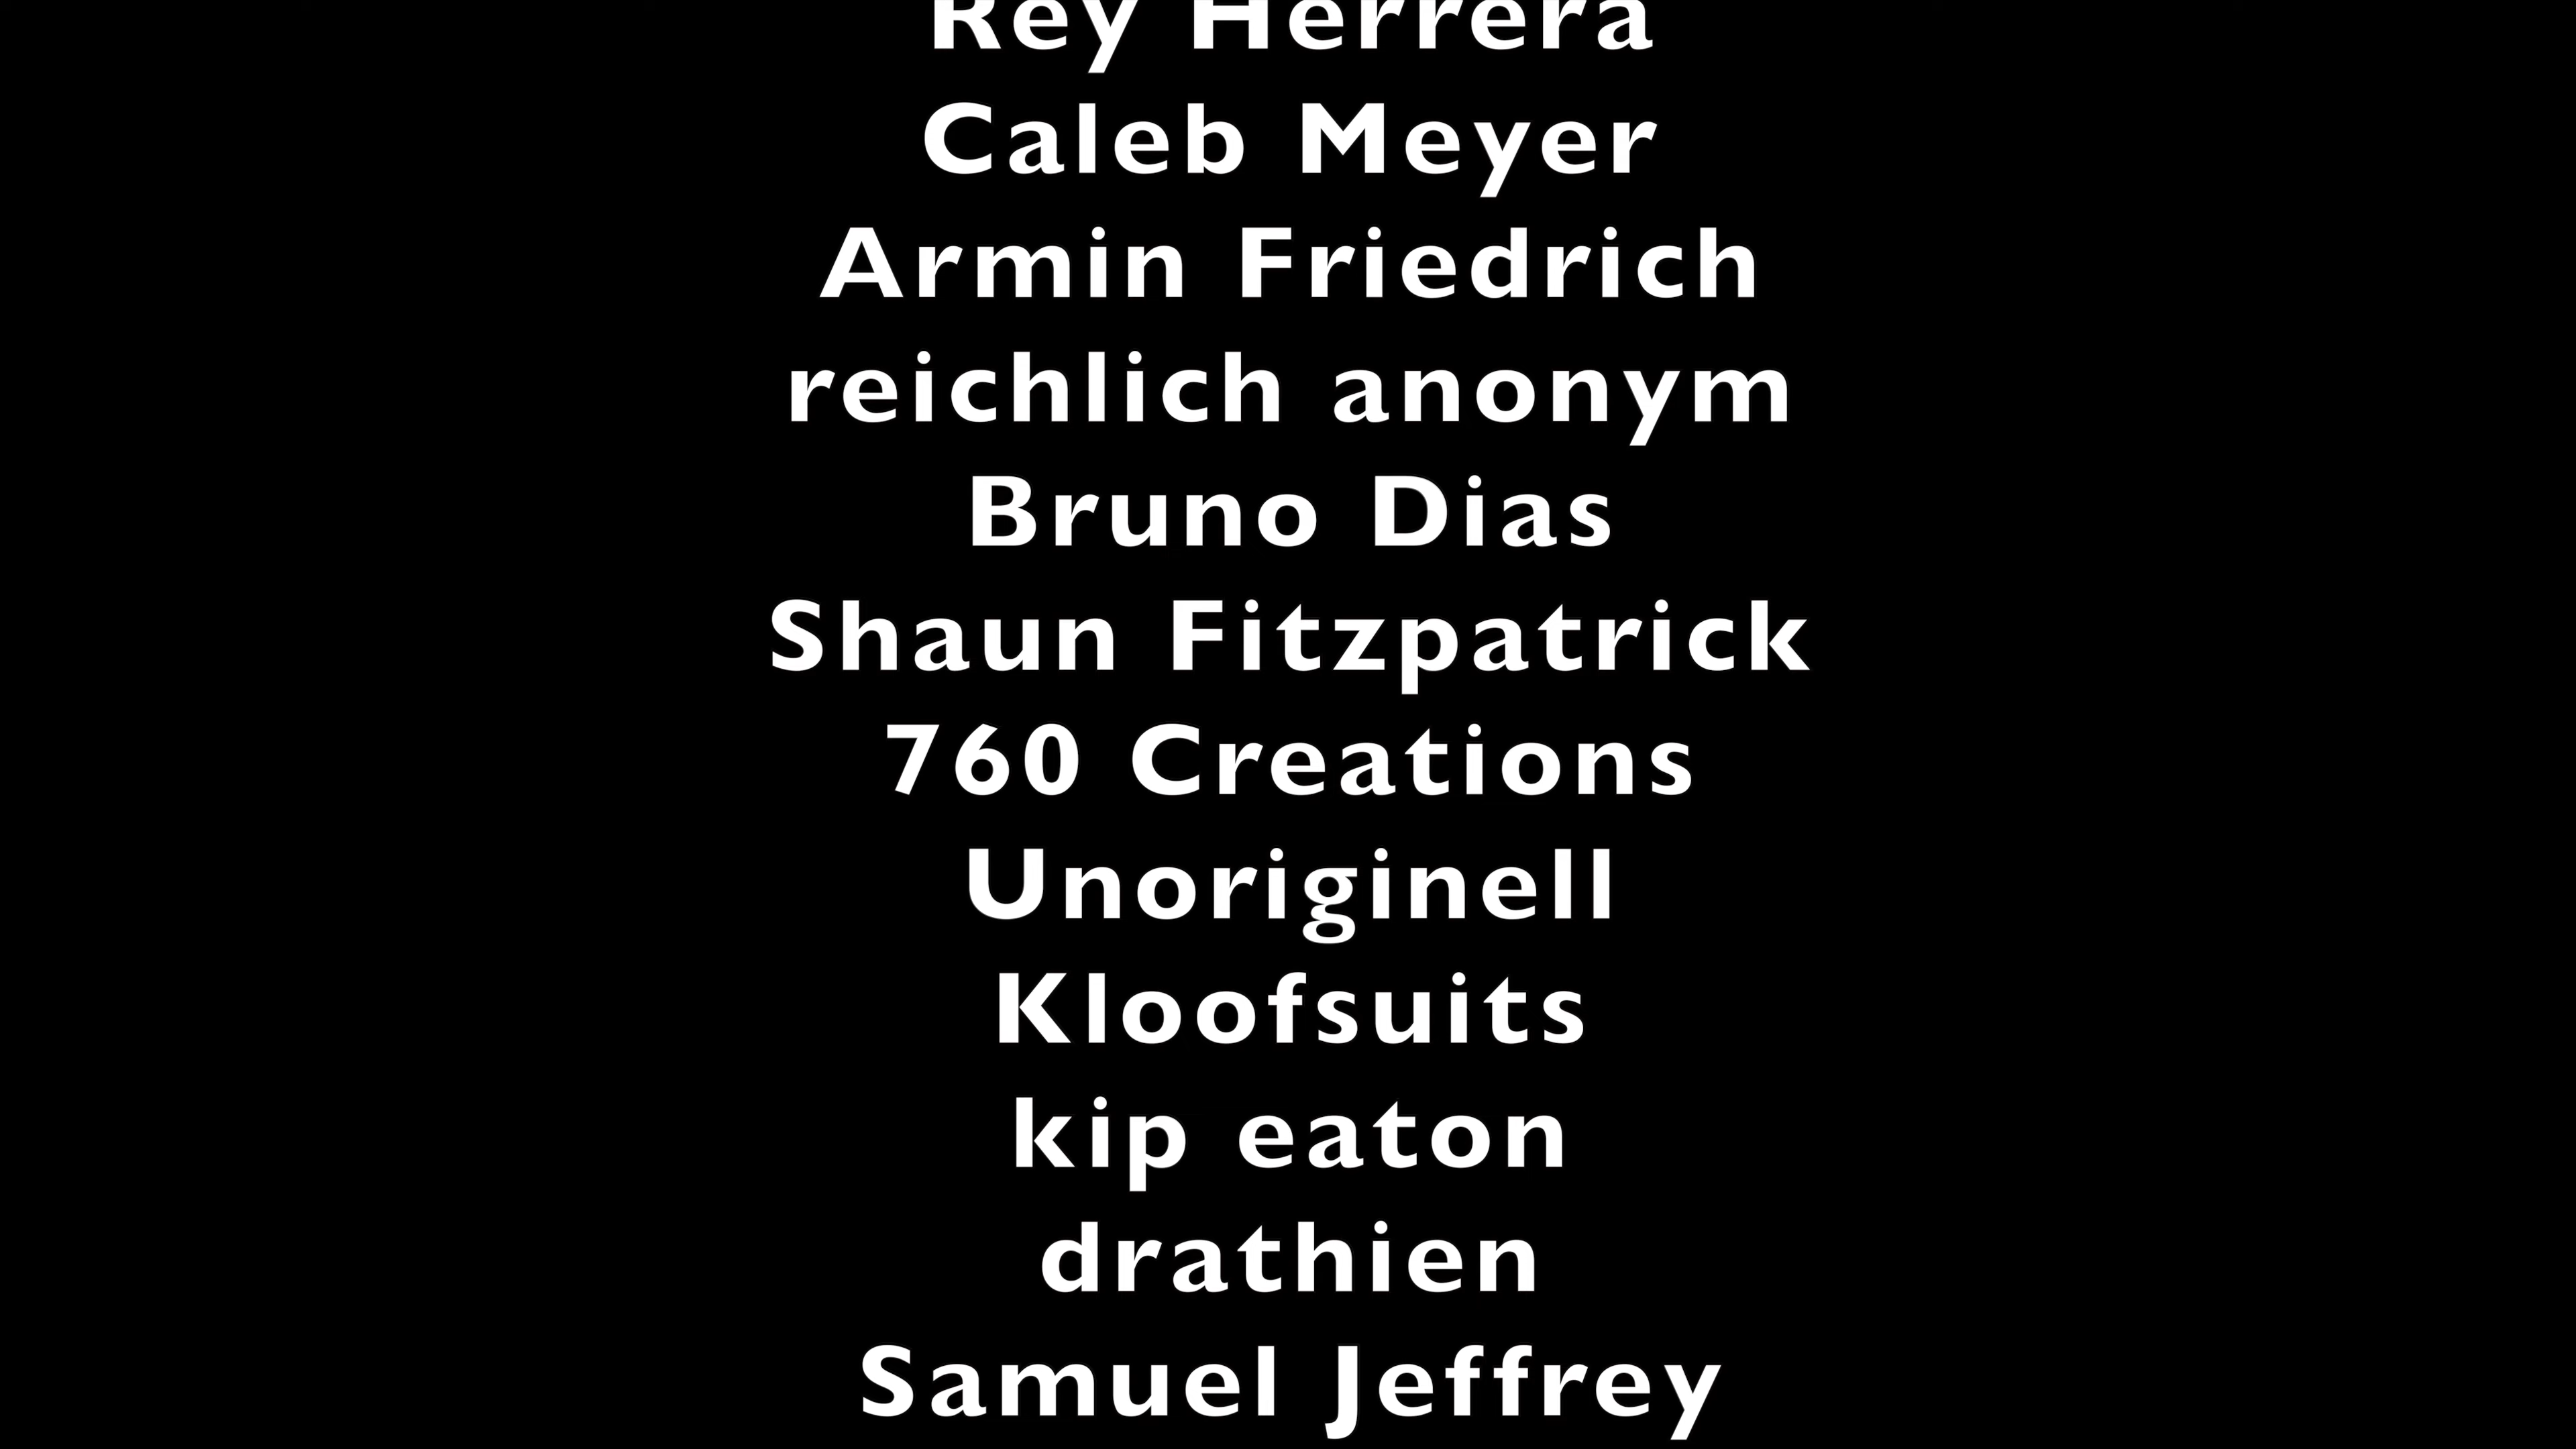 Rey Herrera
Caleb Meyer
Armin Friedrich
reichlich anonym
Bruno Dias
Shaun Fitzpatrick
760 Creations
Unoriginell
Kloofsuits
kip eaton
drathien
Samuel Jeffrey